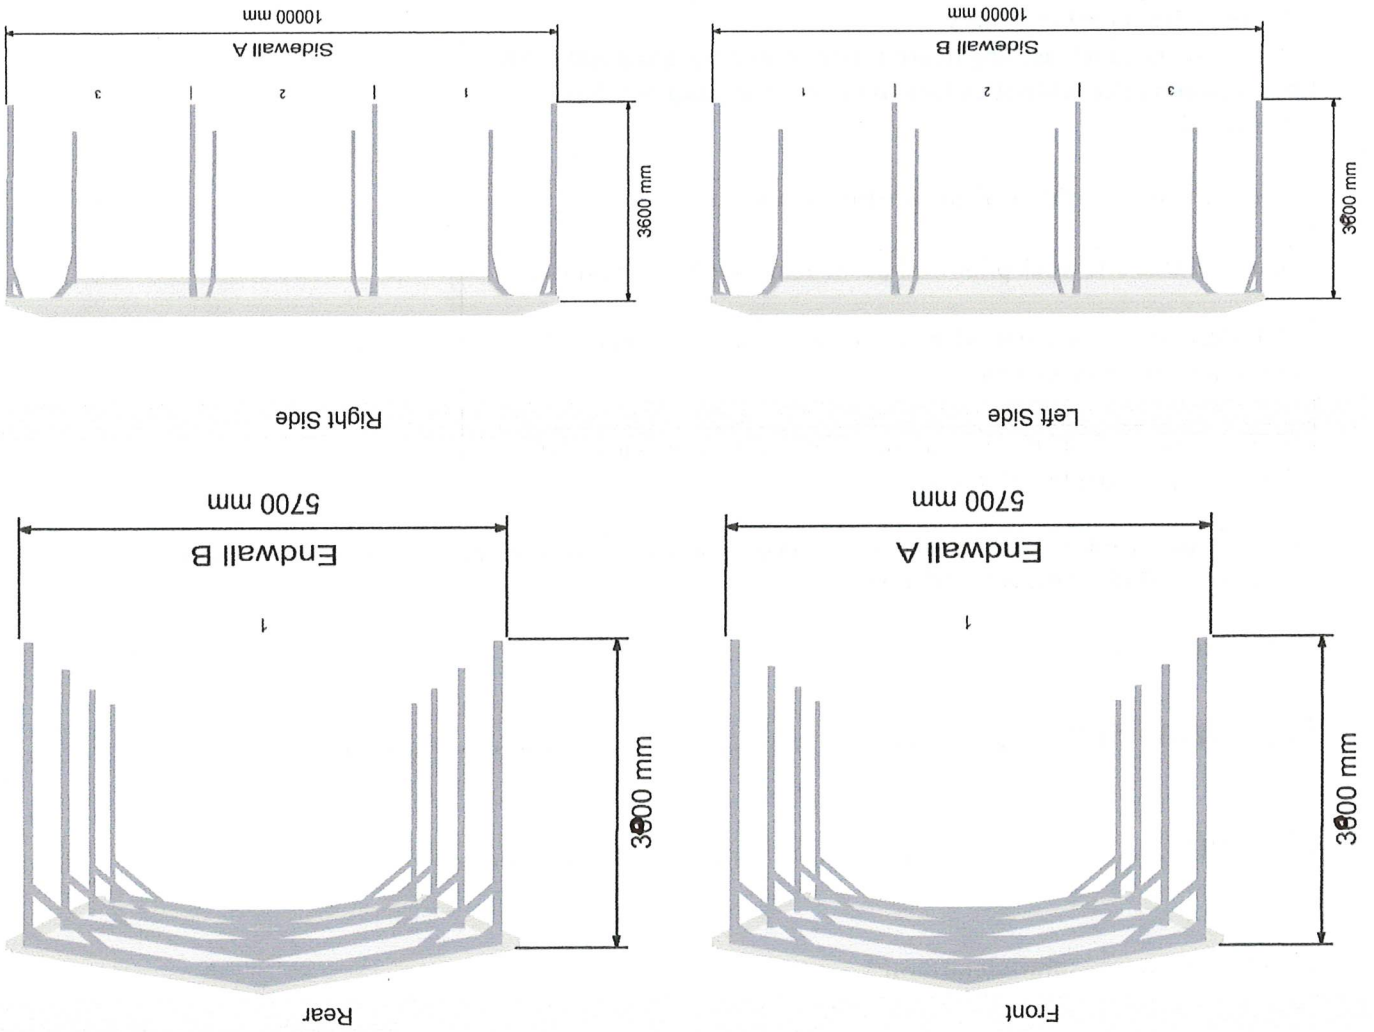 Front
Rear
mm
mm
1
1
Endwall A
Endwall B
5700 mm
5700 mm
Left Side
Right Side
mm
3600 mm
3 | 2 | 1
1 | 2 | 3
Sidewall B
Sidewall A
10000 mm
10000 mm